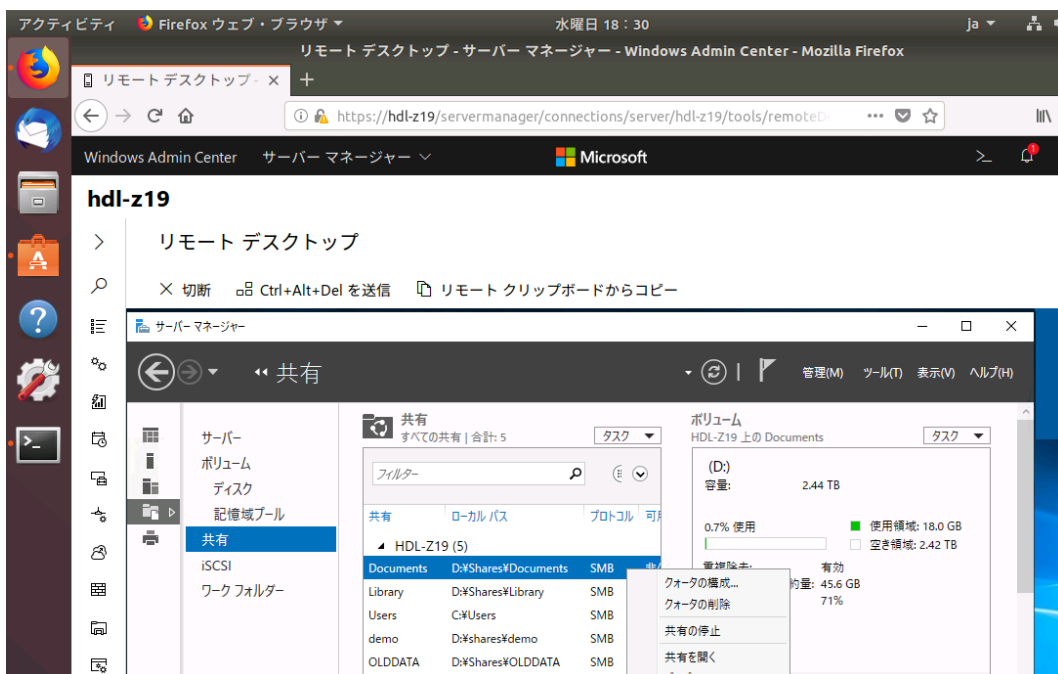 アクティビティ Firefox ウェブ・ブラウザ 水曜日 18：30 ja
リモート デスクトップ - サーバー マネージャー - Windows Admin Center - Mozilla Firefox
リモート デスクトップ -
https://hdl-z19/servermanager/connections/server/hdl-z19/tools/remoteD
Windows Admin Center サーバー マネージャー Microsoft 1
hdl-z19
リモート デスクトップ
切断 Ctrl+Alt+Del を送信 リモート クリップボードからコピー
サーバー マネージャー
共有 管理(M) ツール(T) 表示(V) ヘルプ(H)
サーバー
ボリューム
ディスク
記憶域プール
共有
iSCSI
ワーク フォルダー
共有
すべての共有 | 合計: 5 タスク
フィルター
共有 ローカル パス プロトコル
HDL-Z19 (5)
Documents D:¥Shares¥Documents SMB
Library D:¥Shares¥Library SMB
Users C:¥Users SMB
demo D:¥shares¥demo SMB
OLDDATA D:¥Shares¥OLDDATA SMB
ボリューム
HDL-Z19 上の Documents タスク
(D:)
容量: 2.44 TB
0.7% 使用 使用領域: 18.0 GB
空き領域: 2.42 TB
重複除去: 有効
45.6 GB
71%
クォータの構成...
クォータの削除
共有の停止
共有を開く